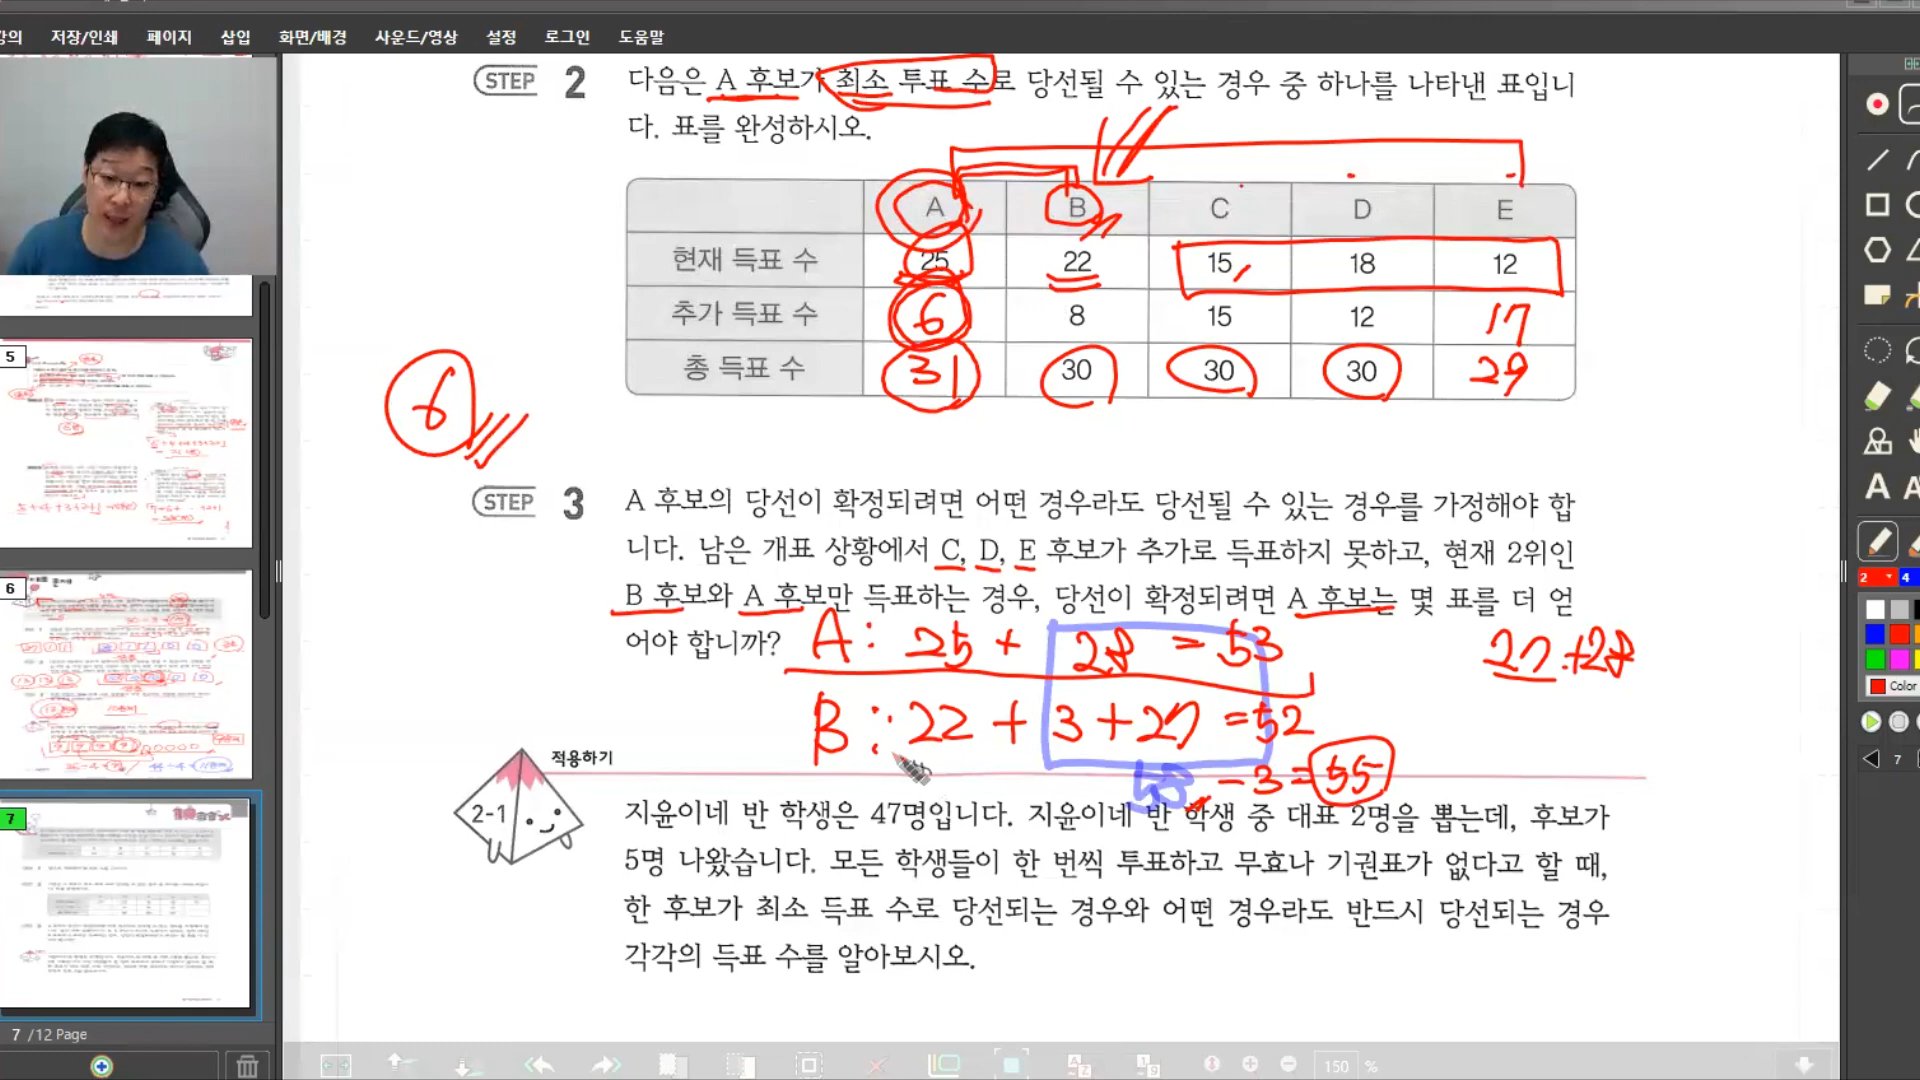 강의 저장/인쇄 페이지 삽입 화면/배경 사운드/영상 설정 로그인 도움말
STEP 2 다음은 A 후보가 최소 투표 수로 당선될 수 있는 경우 중 하나를 나타낸 표입니
다. 표를 완성하시오.
A B C D E
현재 득표 수 25 22 15 18 12
추가 득표 수 6 8 15 12 17
총 득표 수 31 30 30 30 29
6
STEP 3 A 후보의 당선이 확정되려면 어떤 경우라도 당선될 수 있는 경우를 가정해야 합
니다. 남은 개표 상황에서 C, D, E 후보가 추가로 득표하지 못하고, 현재 2위인
B 후보와 A 후보만 득표하는 경우, 당선이 확정되려면 A 후보는 몇 표를 더 얻
어야 합니까?
A : 25 + 28 = 53
27 + 28
B : 22 + 3 + 27 = 52
58 - 3 = 55
적용하기
2-1 지윤이네 반 학생은 47명입니다. 지윤이네 반 학생 중 대표 2명을 뽑는데, 후보가
5명 나왔습니다. 모든 학생들이 한 번씩 투표하고 무효나 기권표가 없다고 할 때,
한 후보가 최소 득표 수로 당선되는 경우와 어떤 경우라도 반드시 당선되는 경우
각각의 득표 수를 알아보시오.
5
6
7
7 /12 Page
150 %
2 4
Color
7